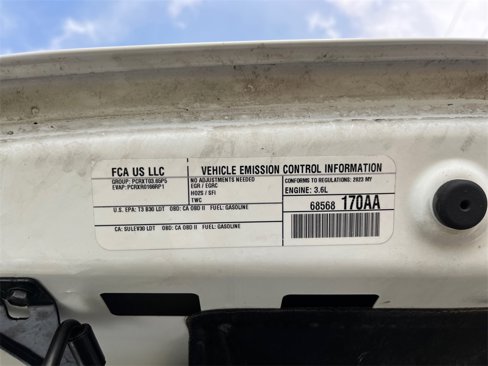 FCA US LLC
VEHICLE EMISSION CONTROL INFORMATION
GROUP: PCRXT03.65P5
EVAP: PCRXR0166RP1
NO ADJUSTMENTS NEEDED
EGR / EGRC
HO2S / SFI
TWC
CONFORMS TO REGULATIONS: 2023 MY
ENGINE: 3.6L
U.S. EPA: T3 B30 LDT OBD: CA OBD II FUEL: GASOLINE
CA: SULEV30 LDT OBD: CA OBD II FUEL: GASOLINE
68568 170AA